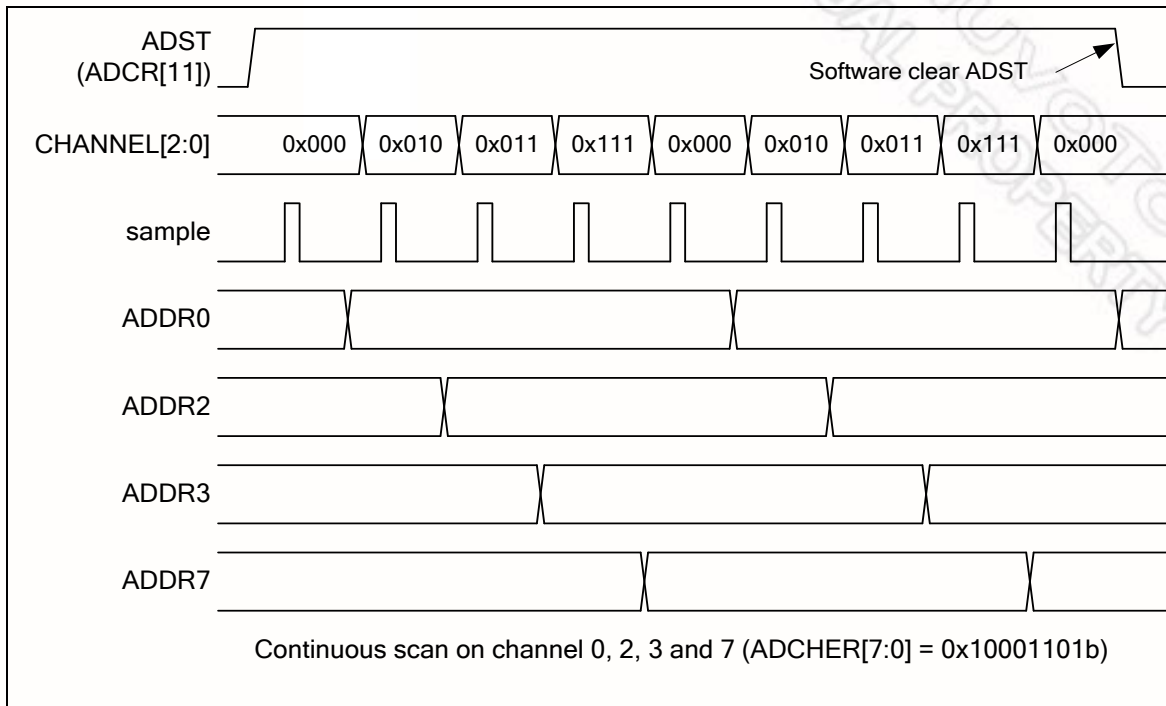 ADST
(ADCR[11])
Software clear ADST
CHANNEL[2:0]
0x000 0x010 0x011 0x111 0x000 0x010 0x011 0x111 0x000
sample
ADDR0
ADDR2
ADDR3
ADDR7
Continuous scan on channel 0, 2, 3 and 7 (ADCHER[7:0] = 0x10001101b)